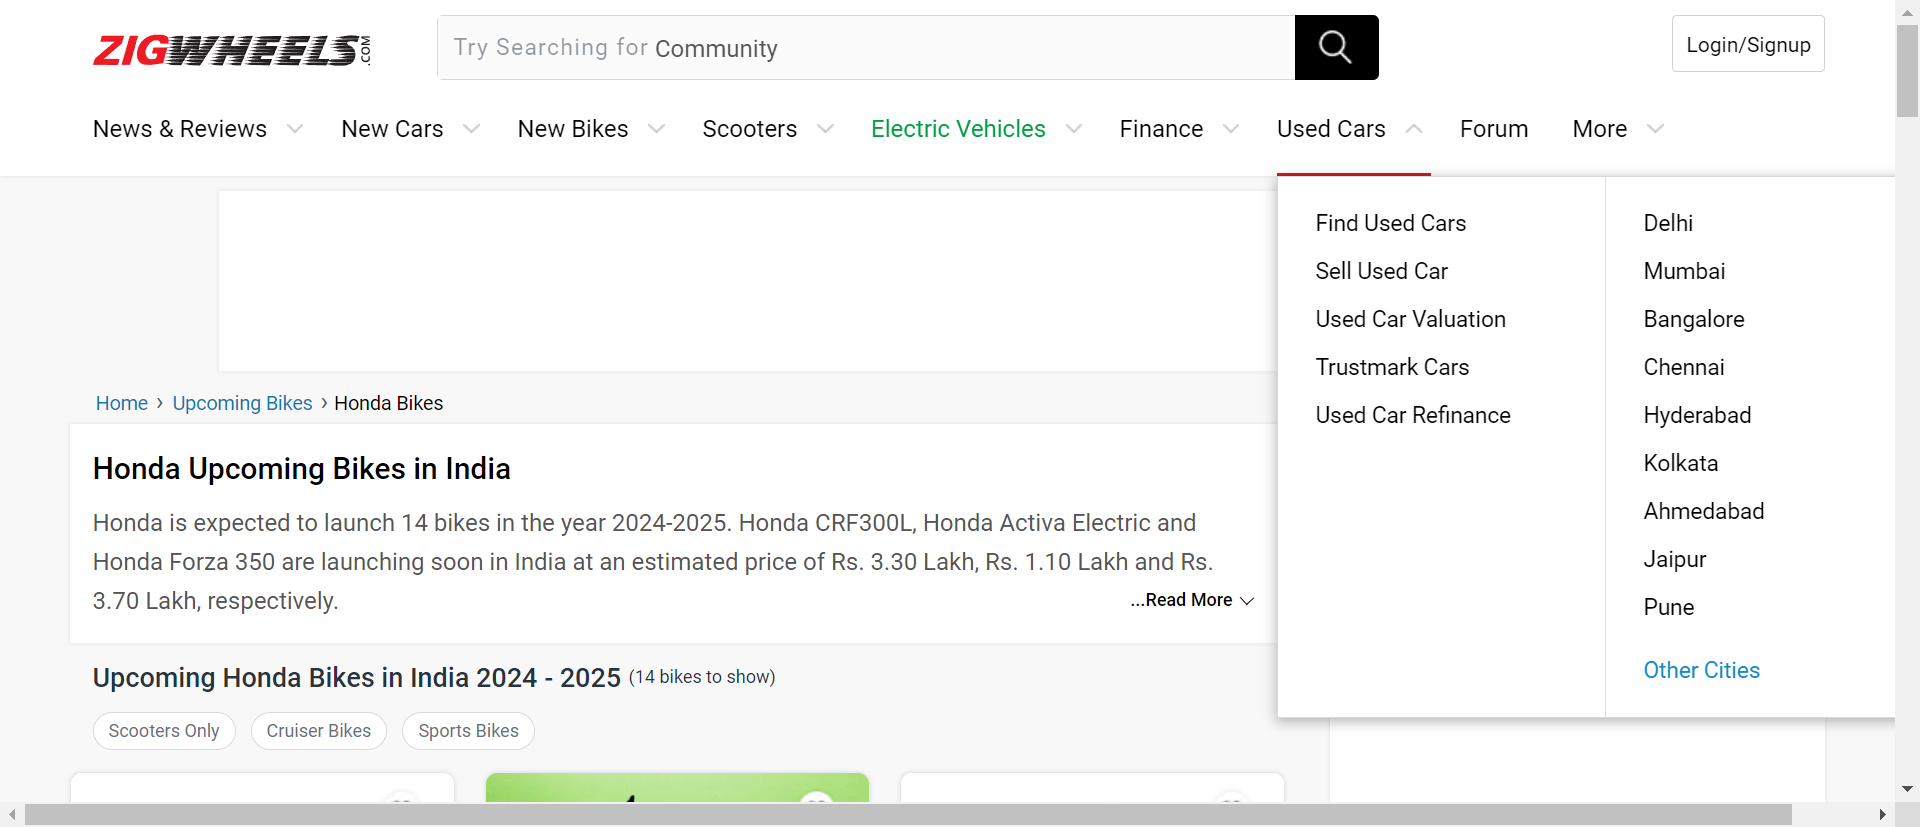 ZIGWHEELS.COM
Try Searching for Community
Login/Signup
News & Reviews
New Cars
New Bikes
Scooters
Electric Vehicles
Finance
Used Cars
Forum
More
Find Used Cars
Sell Used Car
Used Car Valuation
Trustmark Cars
Used Car Refinance
Delhi
Mumbai
Bangalore
Chennai
Hyderabad
Kolkata
Ahmedabad
Jaipur
Pune
Other Cities
Home › Upcoming Bikes › Honda Bikes
Honda Upcoming Bikes in India
Honda is expected to launch 14 bikes in the year 2024-2025. Honda CRF300L, Honda Activa Electric and
Honda Forza 350 are launching soon in India at an estimated price of Rs. 3.30 Lakh, Rs. 1.10 Lakh and Rs.
3.70 Lakh, respectively.
...Read More
Upcoming Honda Bikes in India 2024 - 2025 (14 bikes to show)
Scooters Only
Cruiser Bikes
Sports Bikes